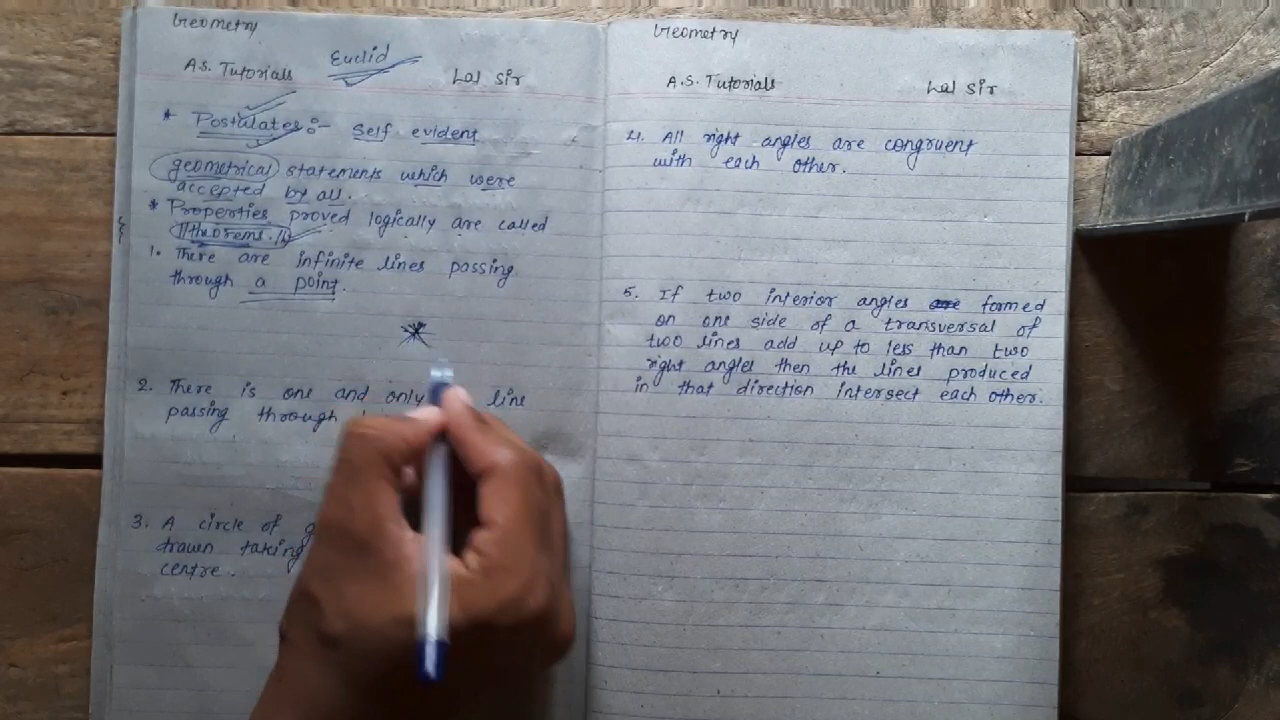 Geometry
A.S. Tutorials Euclid Lal Sir
* Postulates :- Self evident
geometrical statements which were
accepted by all.
* Properties proved logically are called
Theorems.
1. There are infinite lines passing
through a point.
2. There is one and only line
passing through
3. A circle of
drawn taking
centre.
Geometry
A.S. Tutorials Lal Sir
4. All right angles are congruent
with each other.
5. If two interior angles formed
on one side of a transversal of
two lines add up to less than two
right angles then the lines produced
in that direction intersect each other.